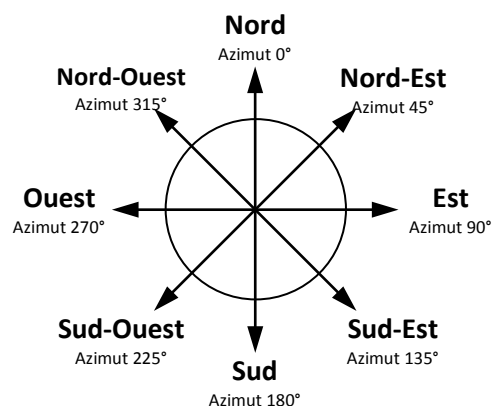 Nord
Azimut 0°
Nord-Ouest
Azimut 315°
Nord-Est
Azimut 45°
Ouest
Azimut 270°
Est
Azimut 90°
Sud-Ouest
Azimut 225°
Sud-Est
Azimut 135°
Sud
Azimut 180°